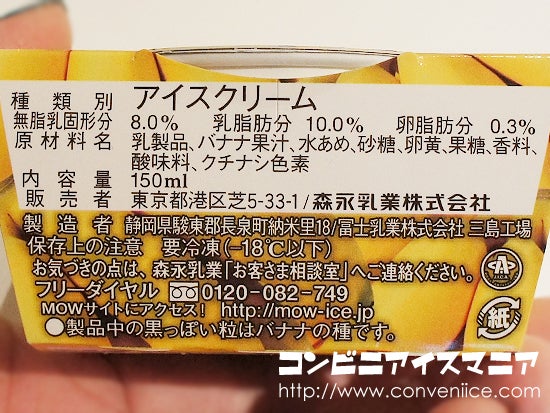 種類別 アイスクリーム
無脂乳固形分 8.0% 乳脂肪分 10.0% 卵脂肪分 0.3%
原材料名 乳製品、バナナ果汁、水あめ、砂糖、卵黄、果糖、香料、
酸味料、クチナシ色素
内容量 150ml
販売者 東京都港区芝5-33-1/森永乳業株式会社
製造者 静岡県駿東郡長泉町納米里18/冨士乳業株式会社 三島工場
保存上の注意 要冷凍(-18℃以下)
お気づきの点は、森永乳業「お客さま相談室」へご連絡ください。
フリーダイヤル 0120-082-749
MOWサイトにアクセス! http://mow-ice.jp
●製品中の黒っぽい粒はバナナの種です。
紙
コンビニアイスマニア
http://www.conveniice.com/